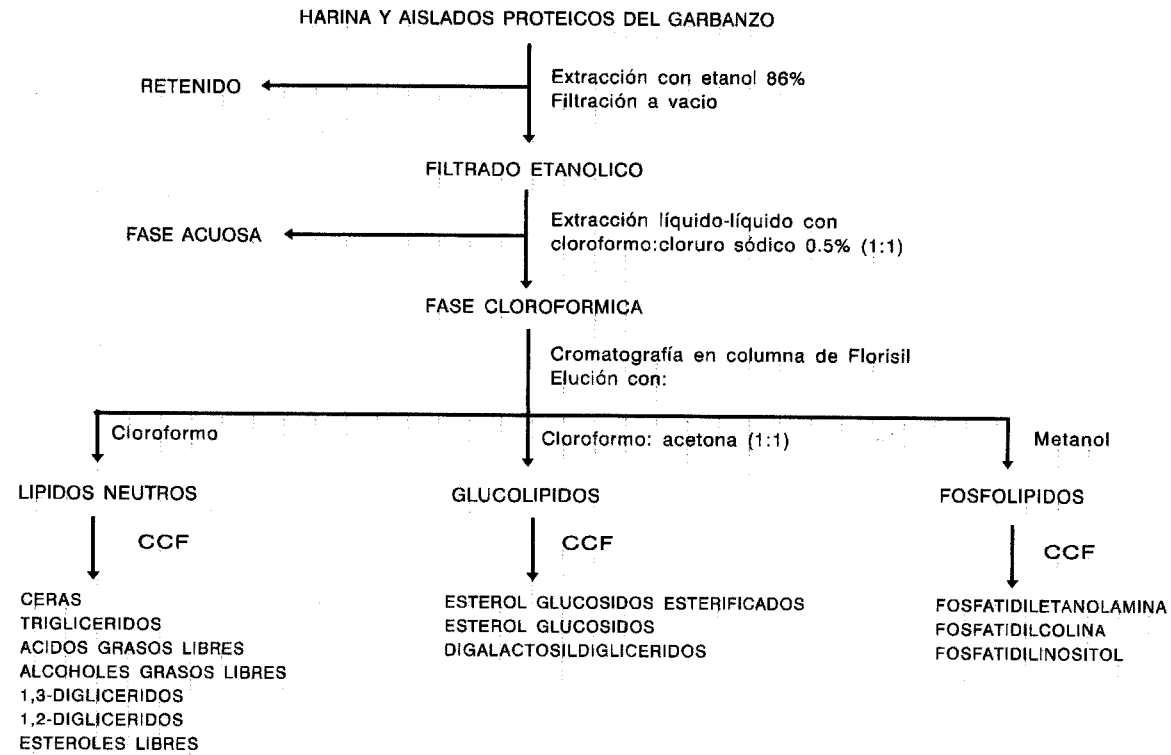 HARINA Y AISLADOS PROTEICOS DEL GARBANZO
RETENIDO
Extracción con etanol 86%
Filtración a vacio
FILTRADO ETANOLICO
FASE ACUOSA
Extracción líquido-líquido con
cloroformo:cloruro sódico 0.5% (1:1)
FASE CLOROFORMICA
Cromatografía en columna de Florisil
Elución con:
Cloroformo
Cloroformo: acetona (1:1)
Metanol
LIPIDOS NEUTROS
GLUCOLIPIDOS
FOSFOLIPIDOS
CCF
CCF
CCF
CERAS
TRIGLICERIDOS
ACIDOS GRASOS LIBRES
ALCOHOLES GRASOS LIBRES
1,3-DIGLICERIDOS
1,2-DIGLICERIDOS
ESTEROLES LIBRES
ESTEROL GLUCOSIDOS ESTERIFICADOS
ESTEROL GLUCOSIDOS
DIGALACTOSILDIGLICERIDOS
FOSFATIDILETANOLAMINA
FOSFATIDILCOLINA
FOSFATIDILINOSITOL